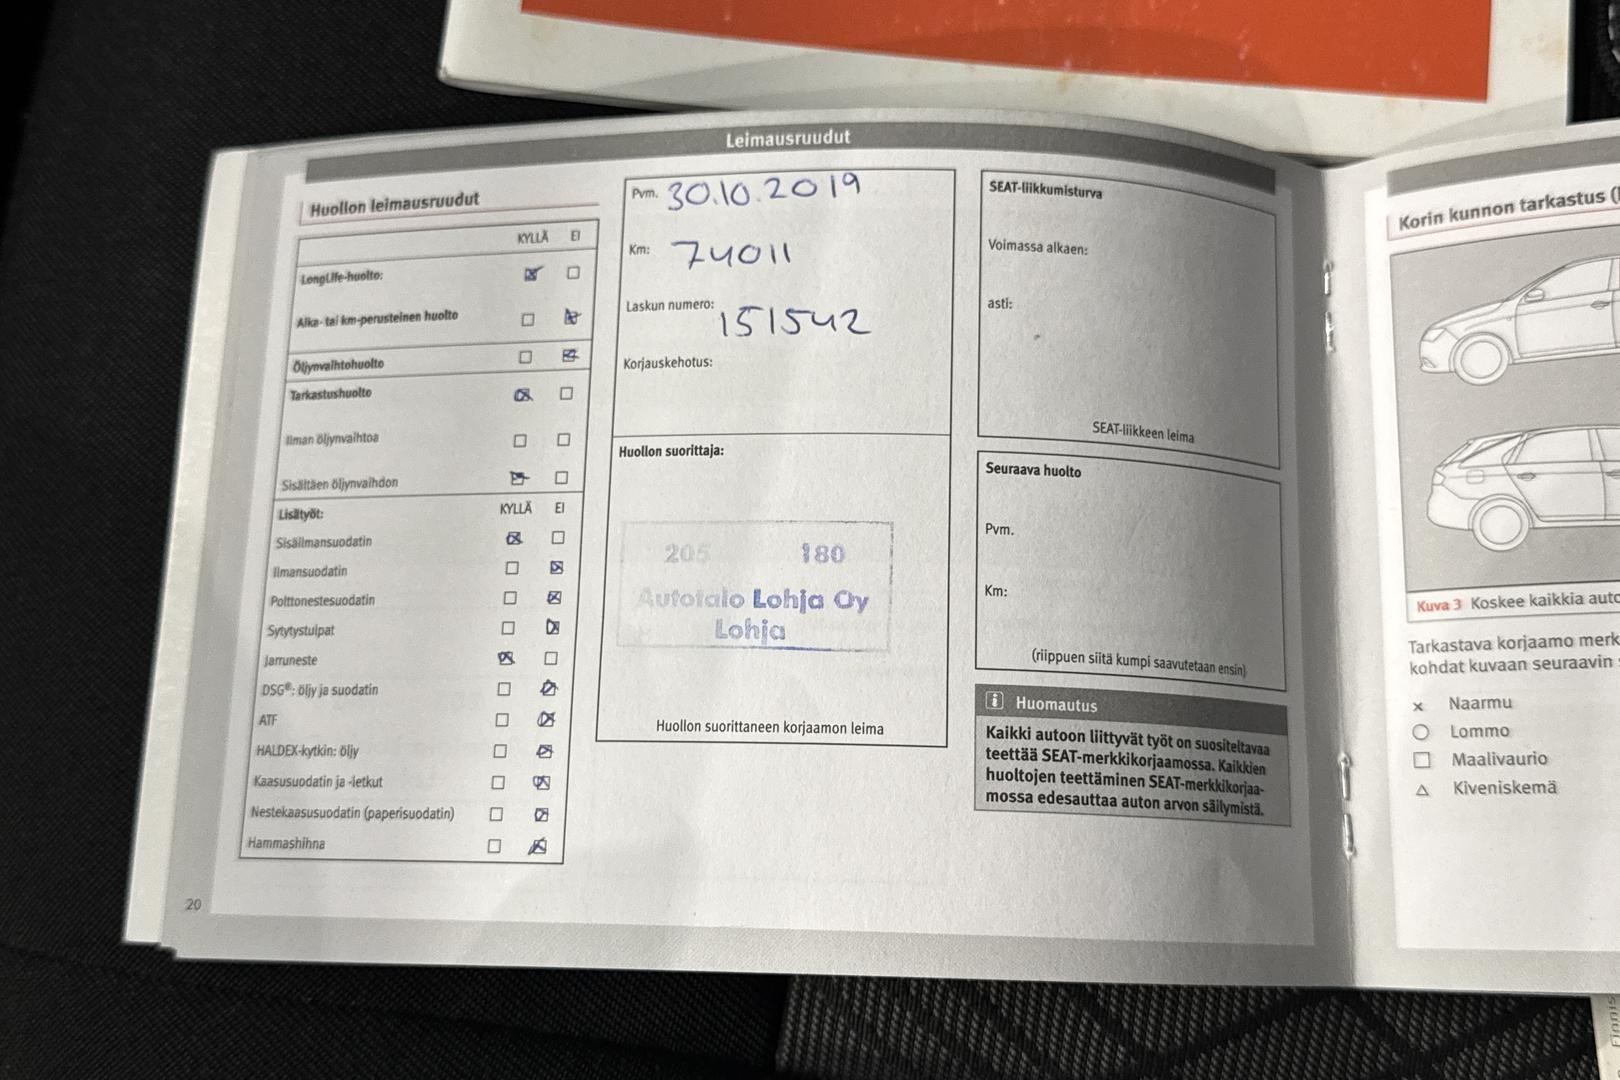 Leimausruudut
Huollon leimausruudut
KYLLÄ EI
LongLife-huolto:
Aika- tai km-perusteinen huolto
Öljynvaihtohuolto
Tarkastushuolto
Ilman öljynvaihtoa
Sisältäen öljynvaihdon
Lisätyöt: KYLLÄ EI
Sisäilmansuodatin
Ilmansuodatin
Polttonestesuodatin
Sytytystulpat
Jarruneste
DSG®: öljy ja suodatin
ATF
HALDEX-kytkin: öljy
Kaasusuodatin ja -letkut
Nestekaasusuodatin (paperisuodatin)
Hammashihna
20
Pvm. 30.10.2019
Km: 74011
Laskun numero: 151542
Korjauskehotus:
Huollon suorittaja:
205 180
Autotalo Lohja Oy
Lohja
Huollon suorittaneen korjaamon leima
SEAT-liikkumisturva
Voimassa alkaen:
asti:
SEAT-liikkeen leima
Seuraava huolto
Pvm.
Km:
(riippuen siitä kumpi saavutetaan ensin)
i Huomautus
Kaikki autoon liittyvät työt on suositeltavaa
teettää SEAT-merkkikorjaamossa. Kaikkien
huoltojen teettäminen SEAT-merkkikorjaa-
mossa edesauttaa auton arvon säilymistä.
Korin kunnon tarkastus (
Kuva 3 Koskee kaikkia auto
Tarkastava korjaamo merk
kohdat kuvaan seuraavin
Naarmu
Lommo
Maalivaurio
Kiveniskemä